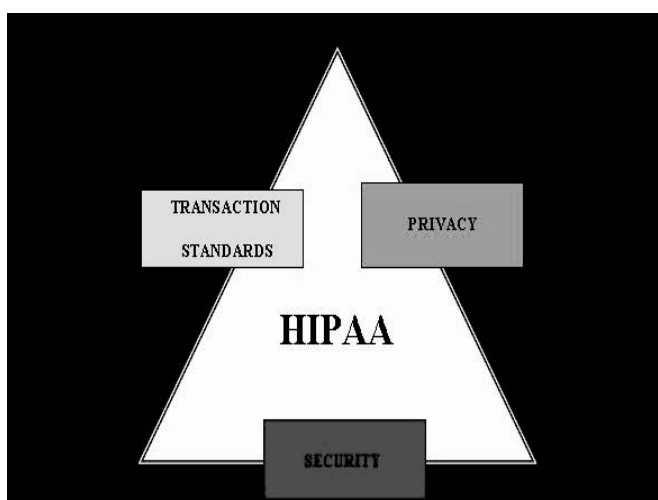 TRANSACTION
STANDARDS
PRIVACY
HIPAA
SECURITY